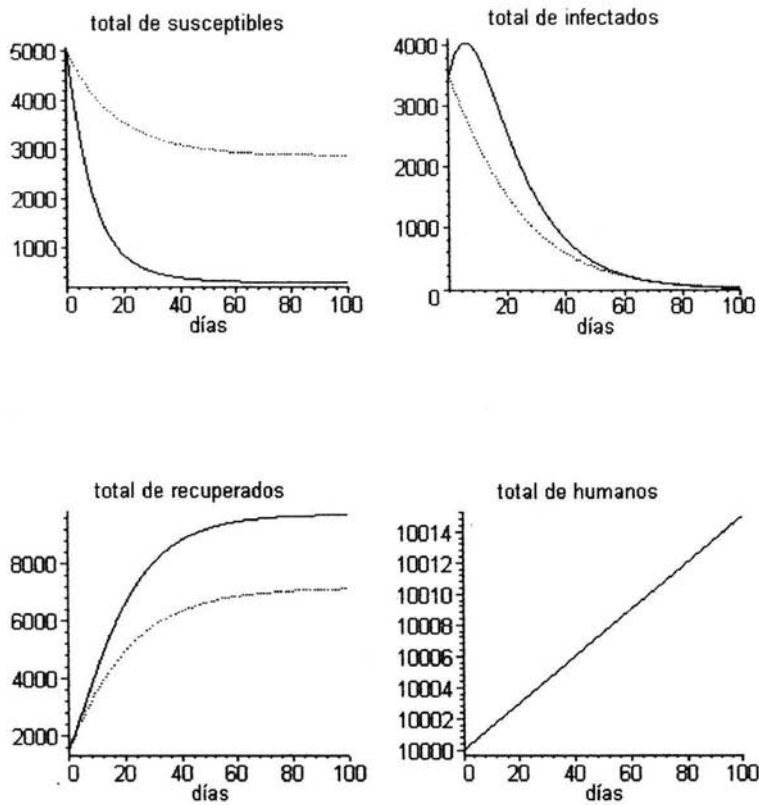 total de susceptibles
5000
4000
3000
2000
1000
0 20 40 60 80 100
días
total de infectados
4000
3000
2000
1000
0
20 40 60 80 100
días
total de recuperados
8000
6000
4000
2000
0 20 40 60 80 100
días
total de humanos
10014
10012
10010
10008
10006
10004
10002
10000
0 20 40 60 80 100
días